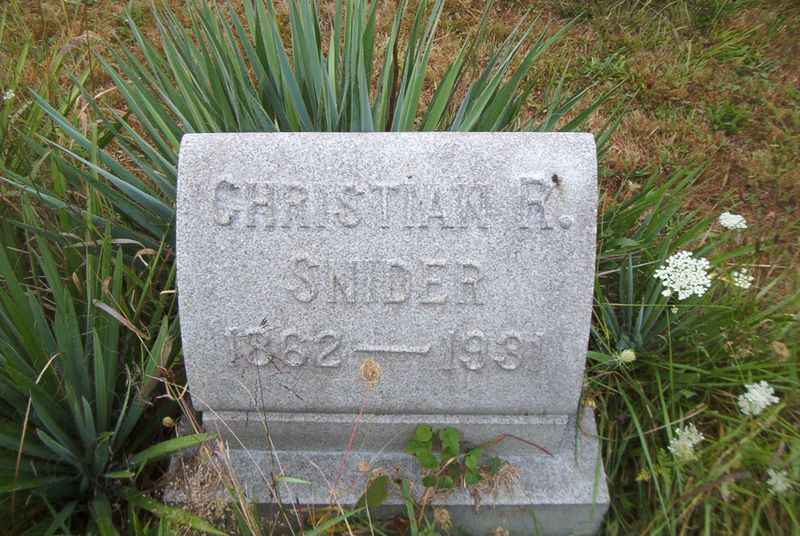 CHRISTIAN R.
SNIDER
1862—1931